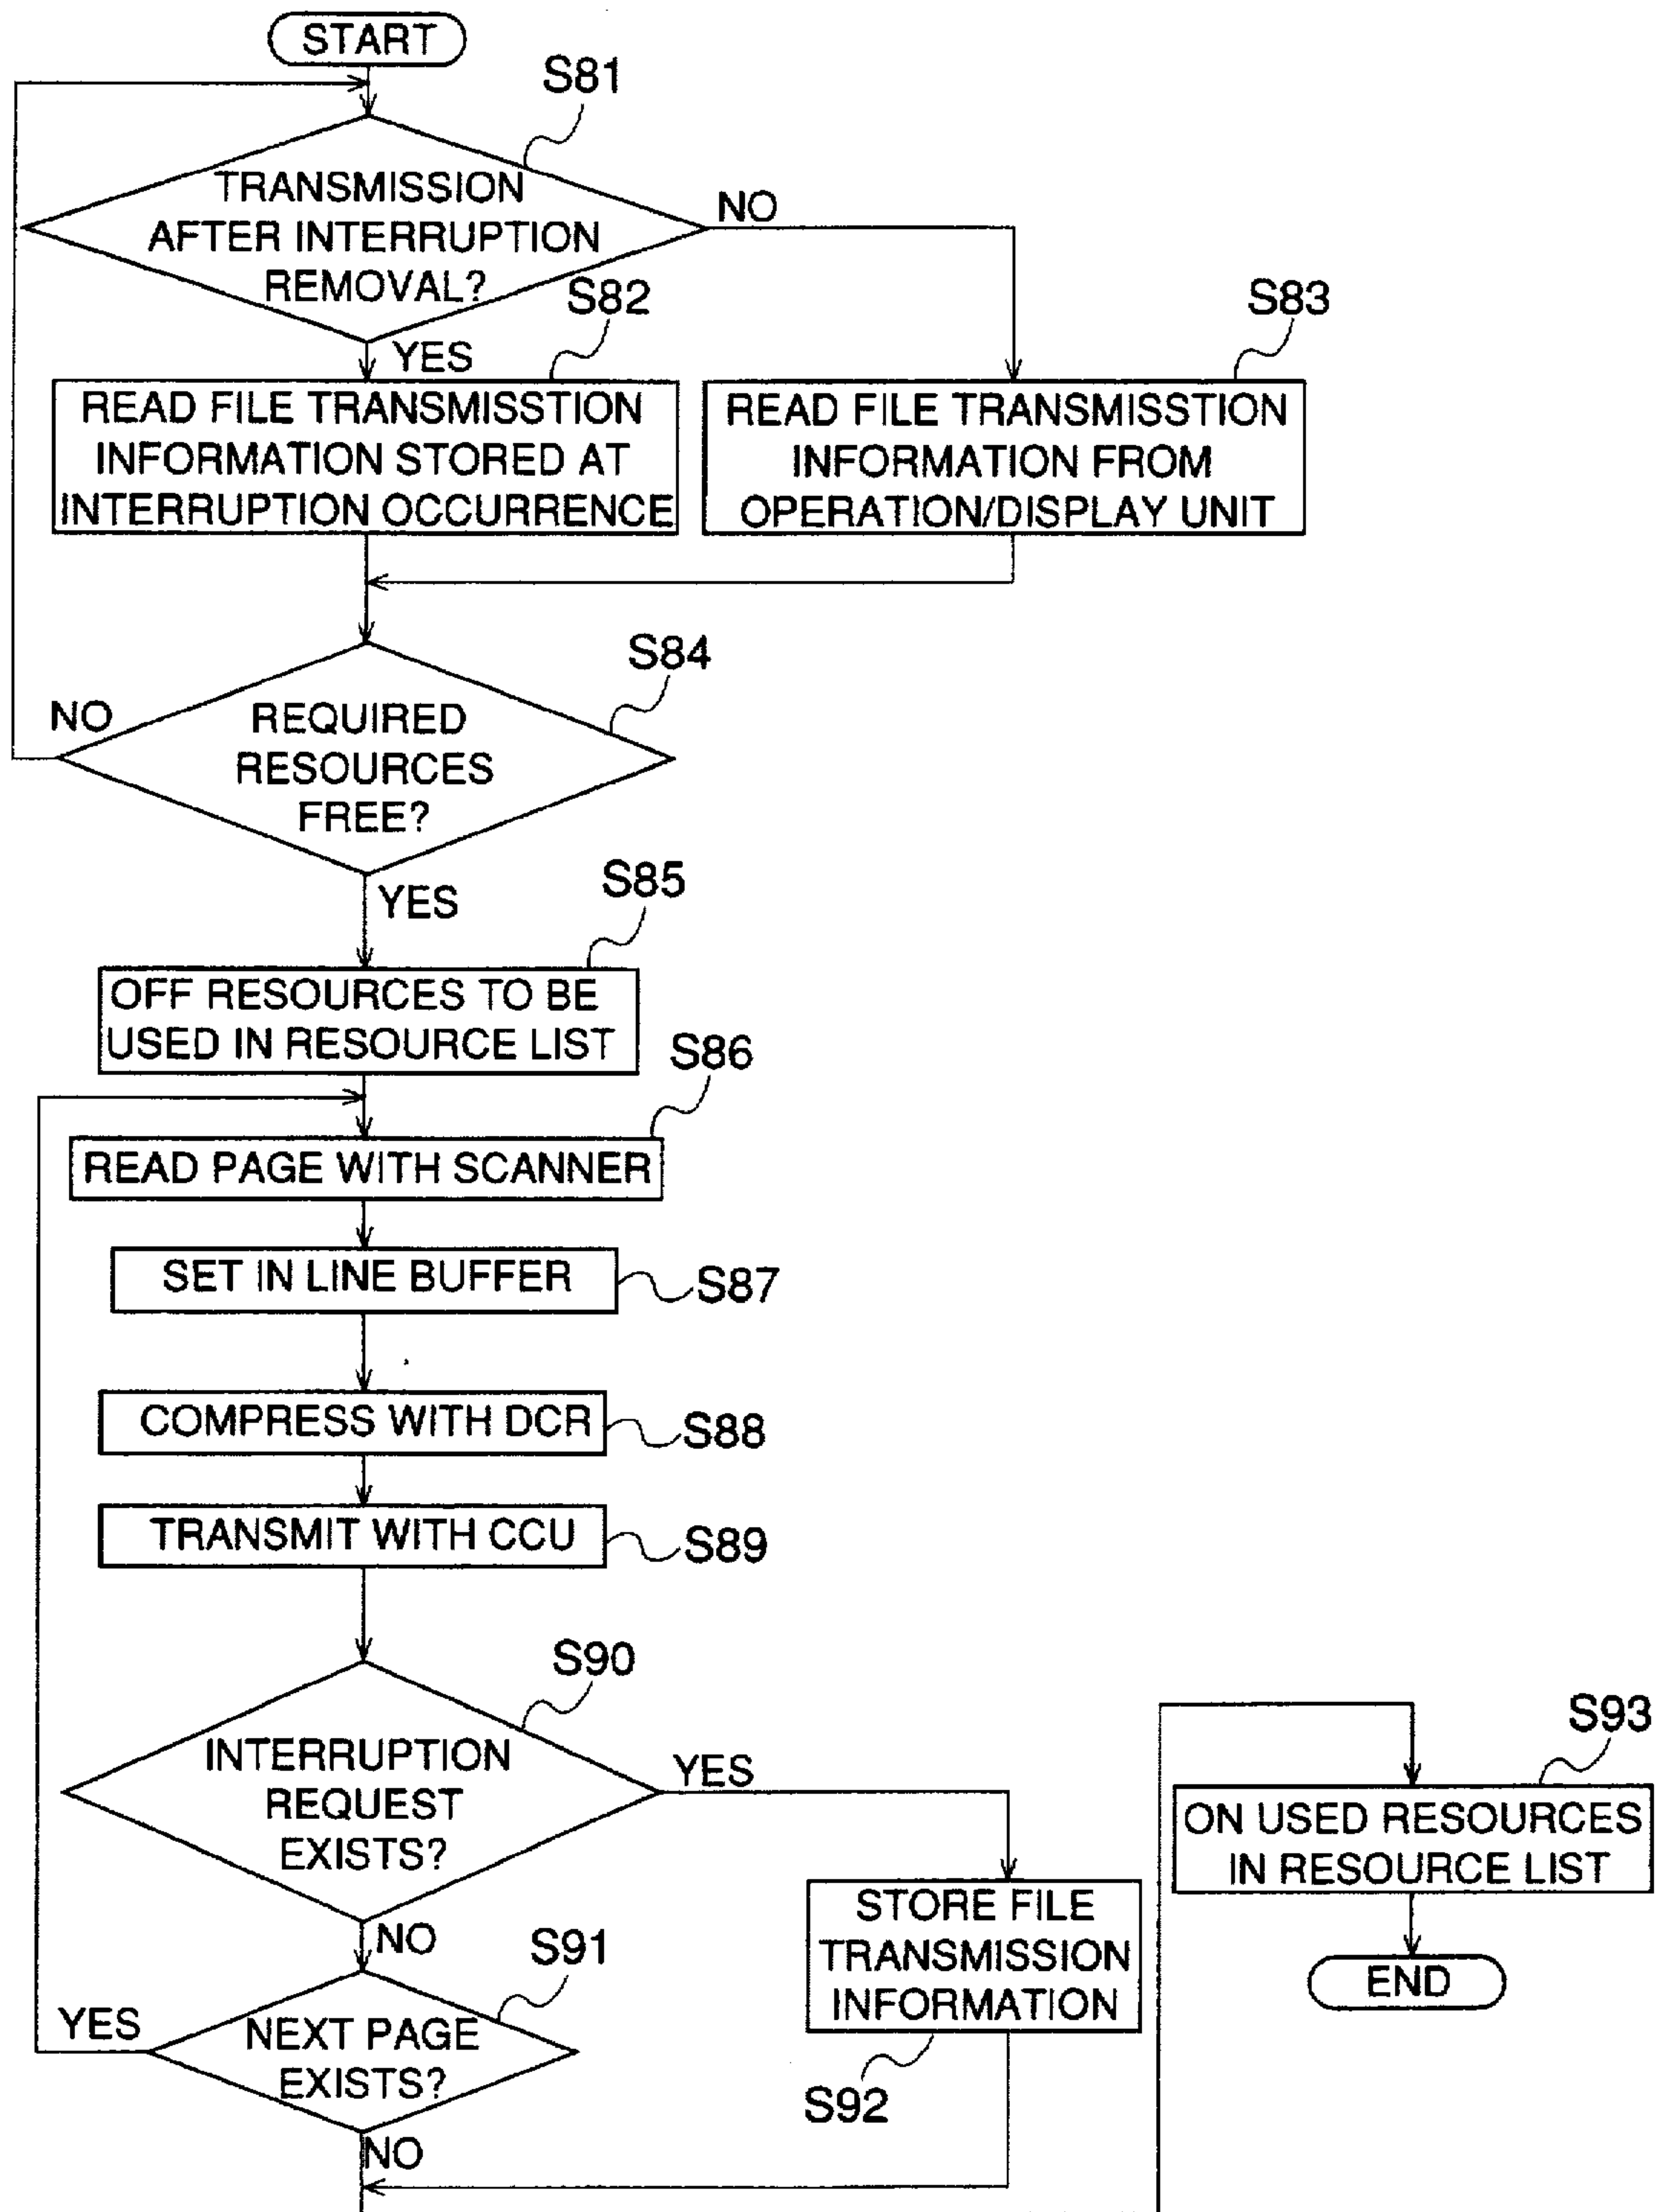 START
S81
TRANSMISSION
AFTER INTERRUPTION
REMOVAL?
NO
YES
S82
READ FILE TRANSMISSTION
INFORMATION STORED AT
INTERRUPTION OCCURRENCE
S83
READ FILE TRANSMISSTION
INFORMATION FROM
OPERATION/DISPLAY UNIT
S84
REQUIRED
RESOURCES
FREE?
NO
YES
S85
OFF RESOURCES TO BE
USED IN RESOURCE LIST
S86
READ PAGE WITH SCANNER
SET IN LINE BUFFER
S87
COMPRESS WITH DCR
S88
TRANSMIT WITH CCU
S89
S90
INTERRUPTION
REQUEST
EXISTS?
YES
NO
S91
NEXT PAGE
EXISTS?
YES
NO
STORE FILE
TRANSMISSION
INFORMATION
S92
S93
ON USED RESOURCES
IN RESOURCE LIST
END